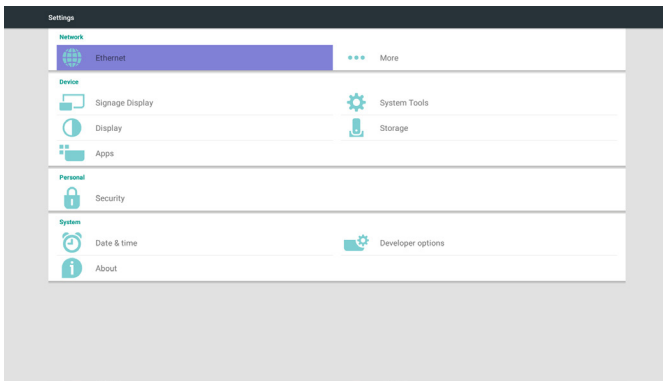 Settings
Network
Ethernet
More
Device
Signage Display
System Tools
Display
Storage
Apps
Personal
Security
System
Date & time
Developer options
About